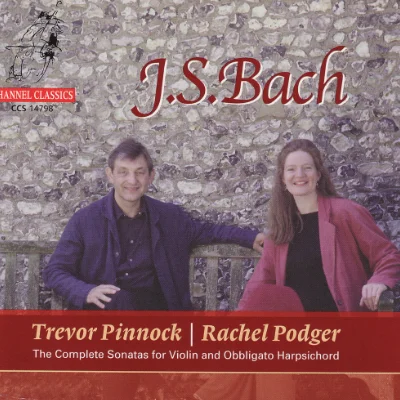 J.S.Bach
CHANNEL CLASSICS
CCS 14798
Trevor Pinnock | Rachel Podger
The Complete Sonatas for Violin and Obbligato Harpsichord